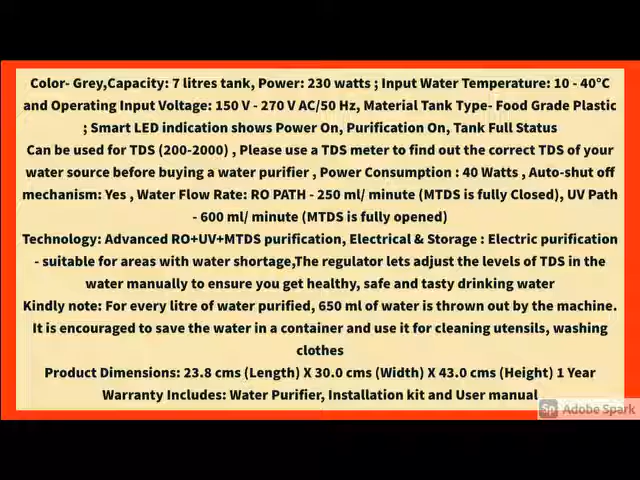 Color- Grey,Capacity: 7 litres tank, Power: 230 watts ; Input Water Temperature: 10 - 40°C
and Operating Input Voltage: 150 V - 270 V AC/50 Hz, Material Tank Type- Food Grade Plastic
; Smart LED indication shows Power On, Purification On, Tank Full Status
Can be used for TDS (200-2000) , Please use a TDS meter to find out the correct TDS of your
water source before buying a water purifier , Power Consumption : 40 Watts , Auto-shut off
mechanism: Yes , Water Flow Rate: RO PATH - 250 ml/ minute (MTDS is fully Closed), UV Path
- 600 ml/ minute (MTDS is fully opened)
Technology: Advanced RO+UV+MTDS purification, Electrical & Storage : Electric purification
- suitable for areas with water shortage,The regulator lets adjust the levels of TDS in the
water manually to ensure you get healthy, safe and tasty drinking water
Kindly note: For every litre of water purified, 650 ml of water is thrown out by the machine.
It is encouraged to save the water in a container and use it for cleaning utensils, washing
clothes
Product Dimensions: 23.8 cms (Length) X 30.0 cms (Width) X 43.0 cms (Height) 1 Year
Warranty Includes: Water Purifier, Installation kit and User manual
Sp Adobe Spark